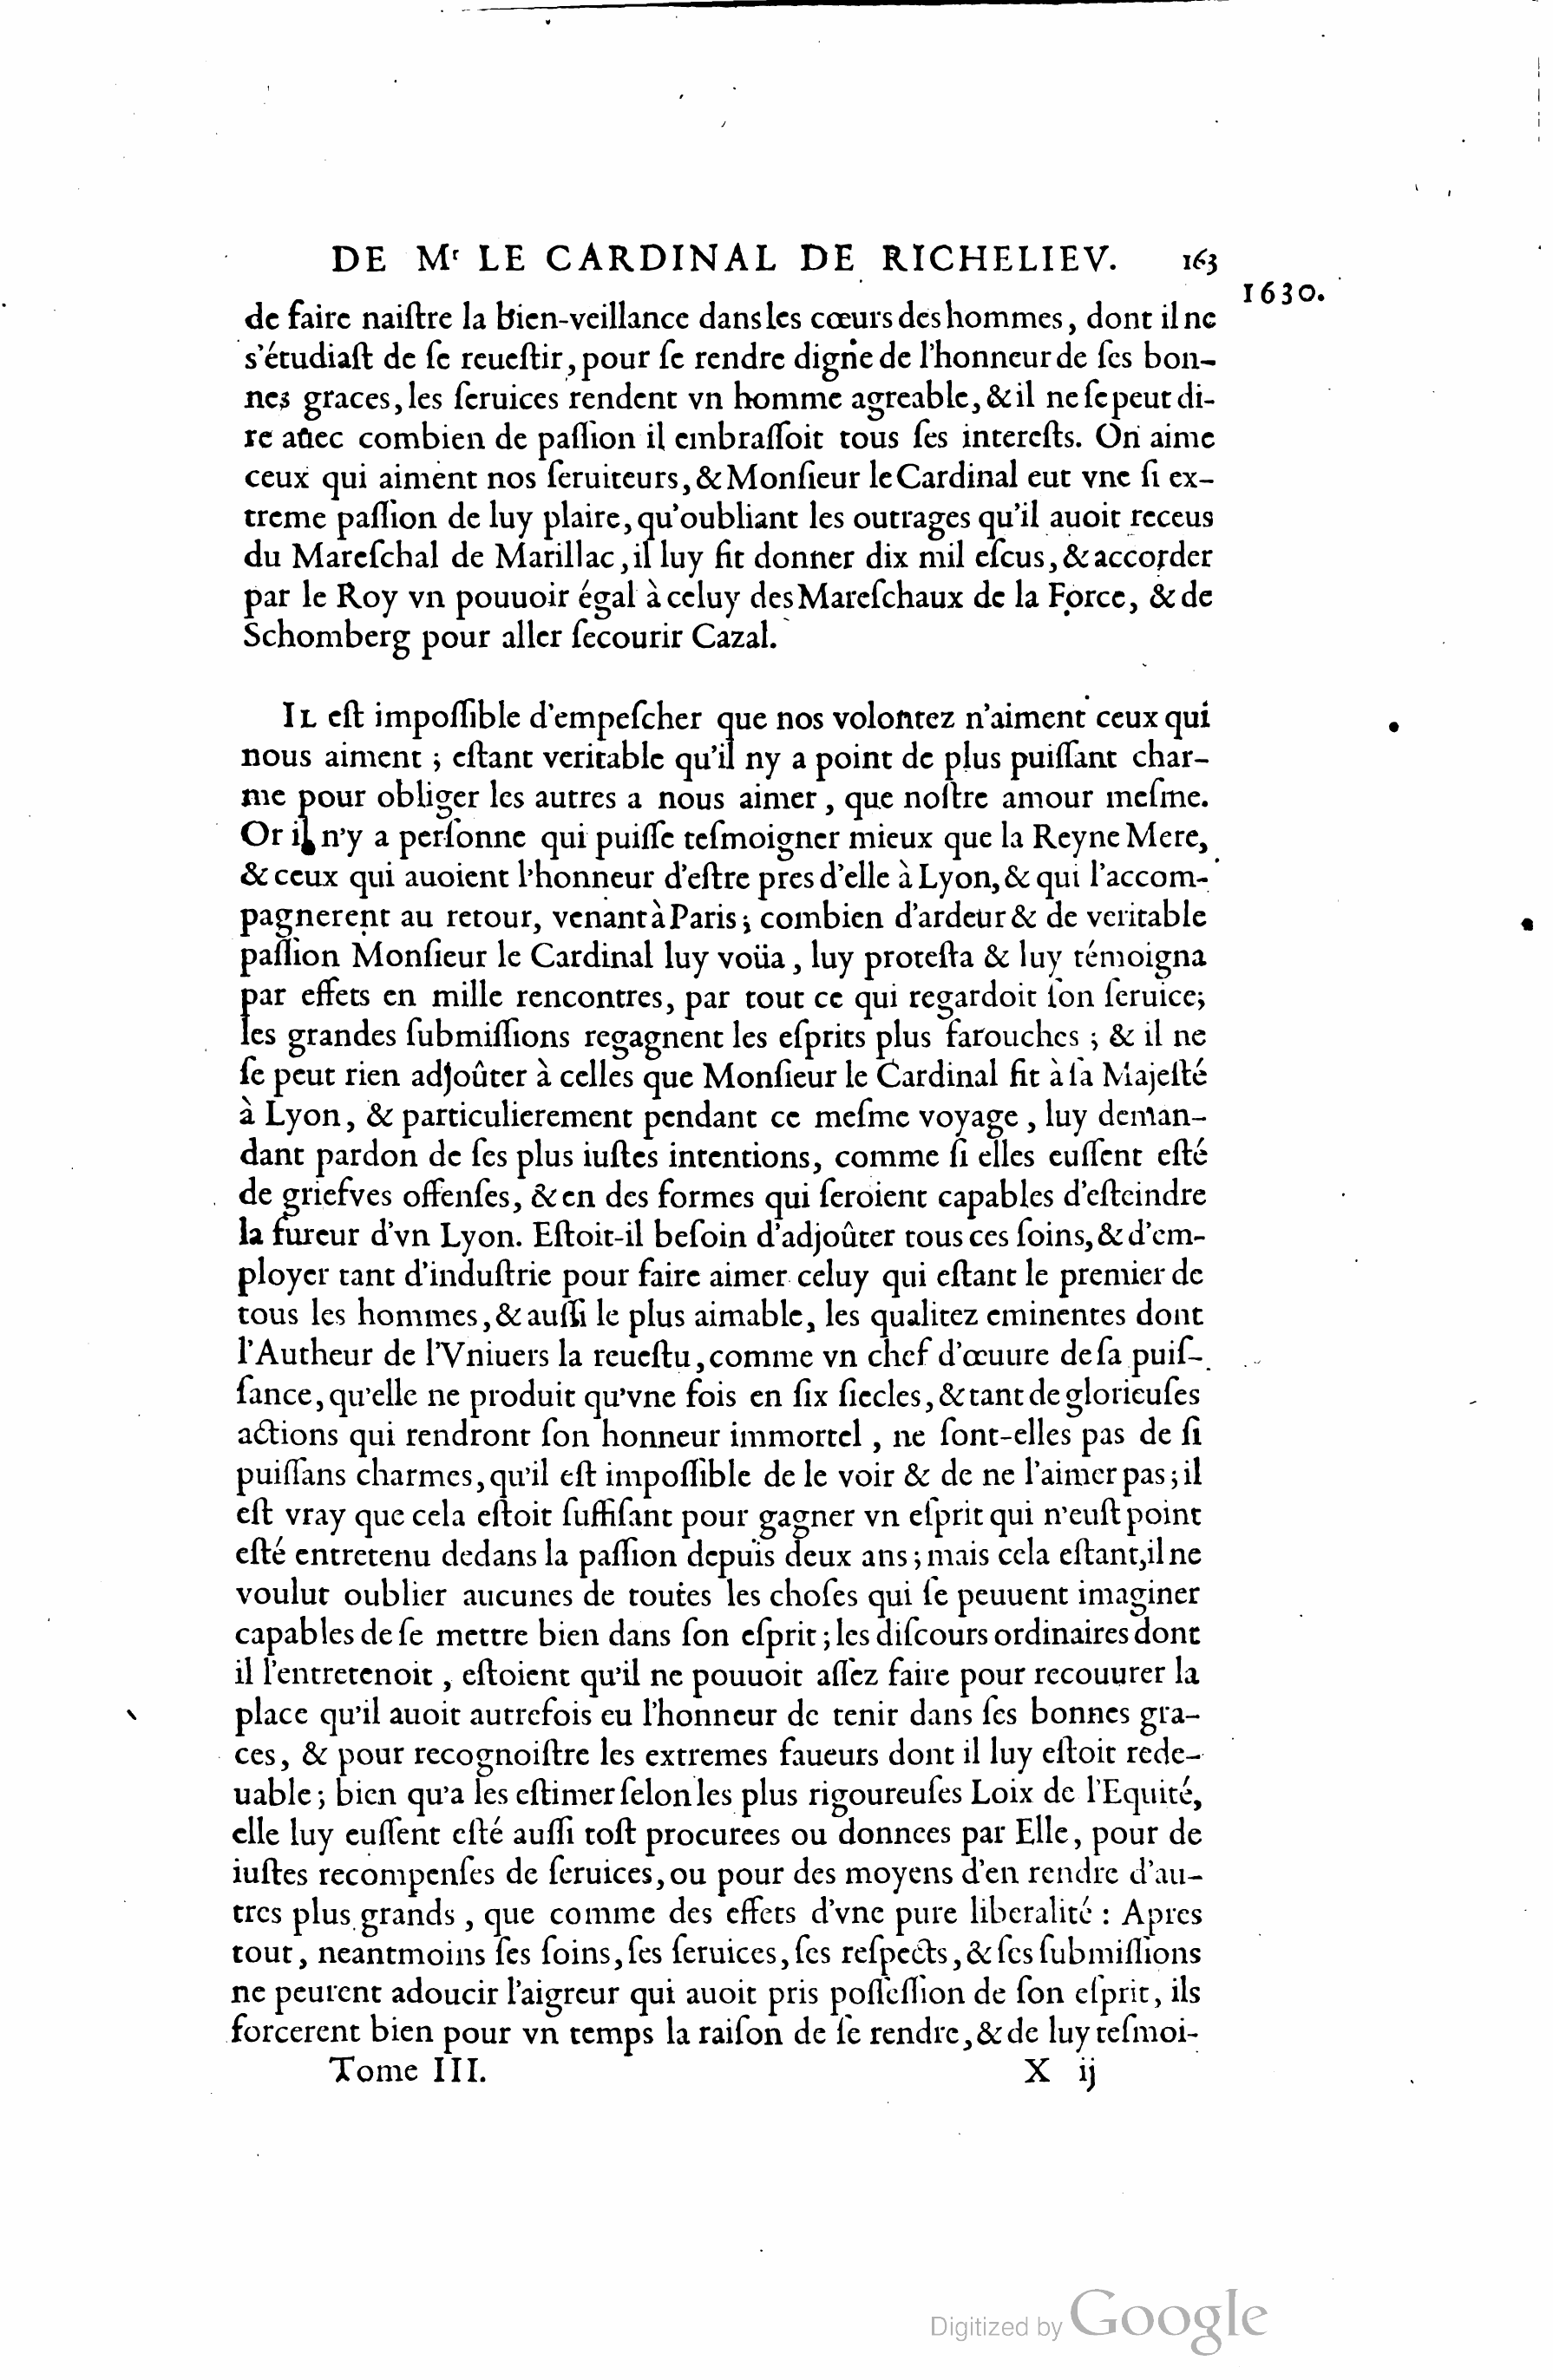 DE Mr LE CARDINAL DE RICHELIEV. 163
1630.
de faire naiſtre la bien-veillance dans les cœurs des hommes, dont il ne
s'étudiaſt de ſe reueſtir, pour ſe rendre digne de l'honneur de ſes bon-
nes graces, les ſeruices rendent vn homme agreable, & il ne ſe peut di-
re auec combien de paſſion il embraſſoit tous ſes intereſts. On aime
ceux qui aiment nos ſeruiteurs, & Monſieur le Cardinal eut vne ſi ex-
treme paſſion de luy plaire, qu'oubliant les outrages qu'il auoit receus
du Mareſchal de Marillac, il luy fit donner dix mil eſcus, & accorder
par le Roy vn pouuoir égal à celuy des Mareſchaux de la Force, & de
Schomberg pour aller ſecourir Cazal.
IL eſt impoſſible d'empeſcher que nos volontez n'aiment ceux qui
nous aiment ; eſtant veritable qu'il ny a point de plus puiſſant char-
me pour obliger les autres a nous aimer, que noſtre amour meſme.
Or il n'y a perſonne qui puiſſe teſmoigner mieux que la Reyne Mere,
& ceux qui auoient l'honneur d'eſtre pres d'elle à Lyon, & qui l'accom-
pagnerent au retour, venant à Paris; combien d'ardeur & de veritable
paſſion Monſieur le Cardinal luy voüa, luy proteſta & luy témoigna
par effets en mille rencontres, par tout ce qui regardoit ſon ſeruice;
les grandes ſubmiſſions regagnent les eſprits plus farouches ; & il ne
ſe peut rien adjoûter à celles que Monſieur le Cardinal fit à ſa Majeſté
à Lyon, & particulierement pendant ce meſme voyage, luy deman-
dant pardon de ſes plus iuſtes intentions, comme ſi elles euſſent eſté
de griefves offenſes, & en des formes qui ſeroient capables d'eſteindre
la fureur d'vn Lyon. Eſtoit-il beſoin d'adjoûter tous ces ſoins, & d'em-
ployer tant d'induſtrie pour faire aimer celuy qui eſtant le premier de
tous les hommes, & auſſi le plus aimable, les qualitez eminentes dont
l'Autheur de l'Vniuers la reueſtu, comme vn chef d'œuure de ſa puiſ-
ſance, qu'elle ne produit qu'vne fois en ſix ſiecles, & tant de glorieuſes
actions qui rendront ſon honneur immortel, ne ſont-elles pas de ſi
puiſſans charmes, qu'il eſt impoſſible de le voir & de ne l'aimer pas ; il
eſt vray que cela eſtoit ſuffiſant pour gagner vn eſprit qui n'euſt point
eſté entretenu dedans la paſſion depuis deux ans ; mais cela eſtant, il ne
voulut oublier aucunes de toutes les choſes qui ſe peuuent imaginer
capables de ſe mettre bien dans ſon eſprit ; les diſcours ordinaires dont
il l'entretenoit, eſtoient qu'il ne pouuoit aſſez faire pour recouurer la
place qu'il auoit autrefois eu l'honneur de tenir dans ſes bonnes gra-
ces, & pour recognoiſtre les extremes faueurs dont il luy eſtoit rede-
uable ; bien qu'a les eſtimer ſelon les plus rigoureuſes Loix de l'Equité,
elle luy euſſent eſté auſſi toſt procurees ou donnees par Elle, pour de
iuſtes recompenſes de ſeruices, ou pour des moyens d'en rendre d'au-
tres plus grands, que comme des effets d'vne pure liberalité : Apres
tout, neantmoins ſes ſoins, ſes ſeruices, ſes reſpects, & ſes ſubmiſſions
ne peurent adoucir l'aigreur qui auoit pris poſſeſſion de ſon eſprit, ils
forcerent bien pour vn temps la raiſon de ſe rendre, & de luy teſmoi-
Tome III. X ij
Digitized by Google